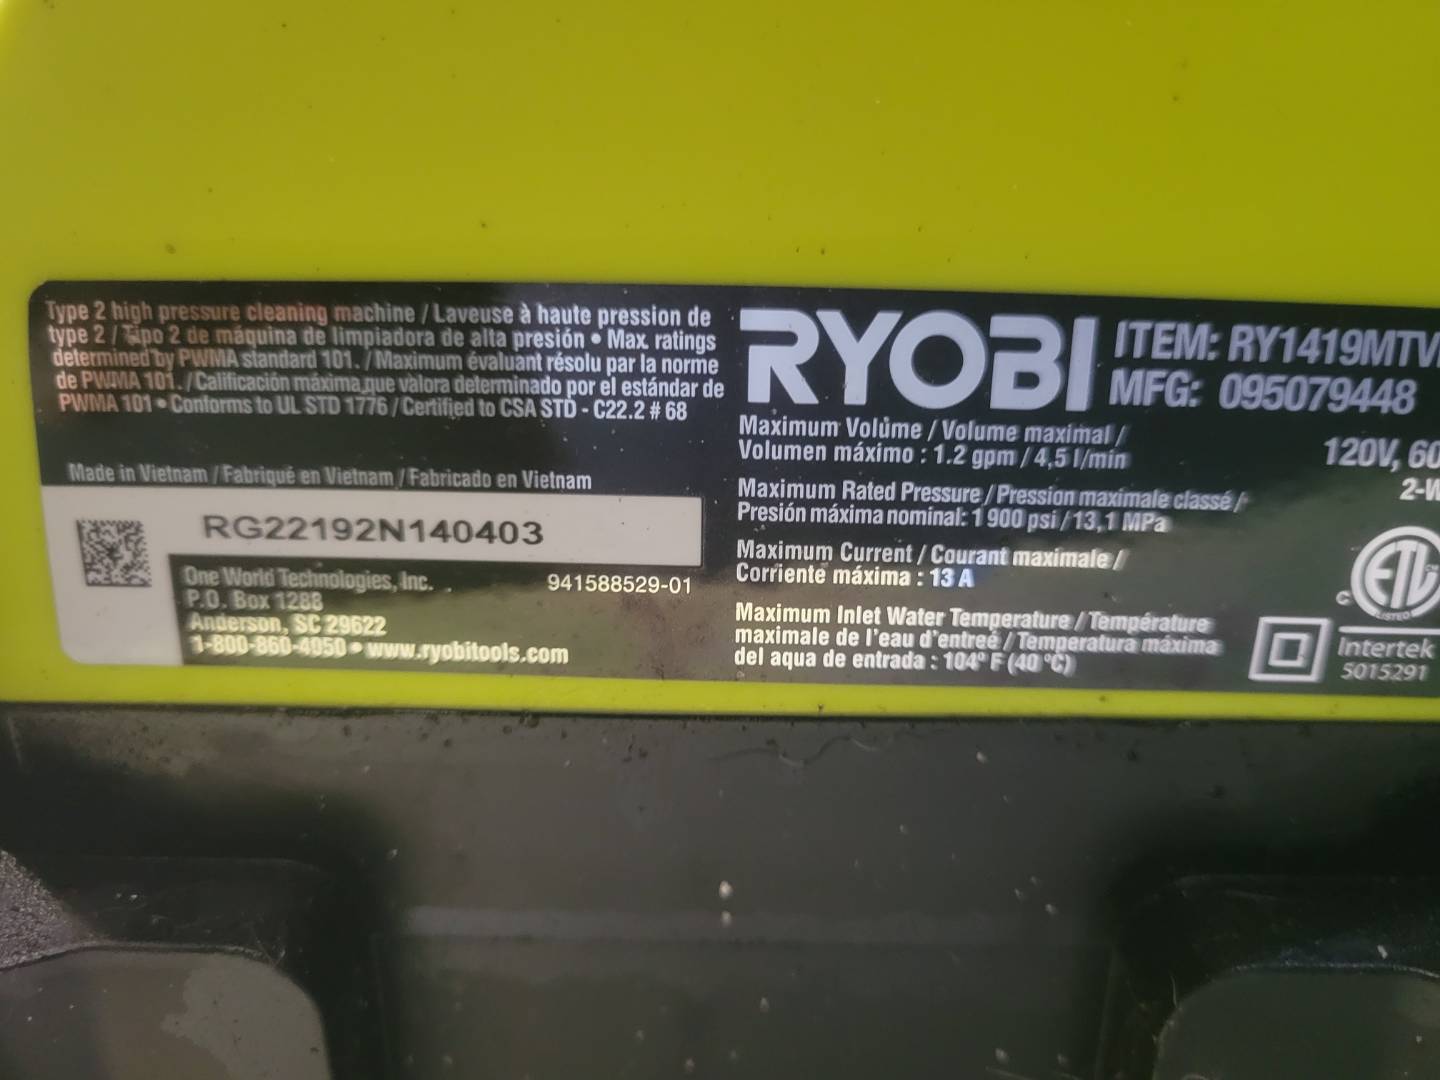 Type 2 high pressure cleaning machine / Laveuse à haute pression de
type 2 / Tipo 2 de máquina de limpiadora de alta presión • Max. ratings
determined by PWMA standard 101. / Maximum évaluant résolu par la norme
de PWMA 101. / Calificación máxima que valora determinado por el estándar de
PWMA 101 • Conforms to UL STD 1776 / Certified to CSA STD - C22.2 # 68
Made in Vietnam / Fabriqué en Vietnam / Fabricado en Vietnam
RG22192N140403
One World Technologies, Inc.
941588529-01
P.O. Box 1288
Anderson, SC 29622
1-800-860-4050 • www.ryobitools.com
RYOBI
ITEM: RY1419MTV
MFG: 095079448
Maximum Volume / Volume maximal /
Volumen máximo : 1.2 gpm / 4,5 l/min
120V, 60
2-W
Maximum Rated Pressure / Pression maximale classé /
Presión máxima nominal: 1 900 psi / 13,1 MPa
Maximum Current / Courant maximale /
Corriente máxima : 13 A
Maximum Inlet Water Temperature / Température
maximale de l'eau d'entreé / Temperatura máxima
del aqua de entrada : 104° F (40 °C)
C
ETL
LISTED
Intertek
5015291